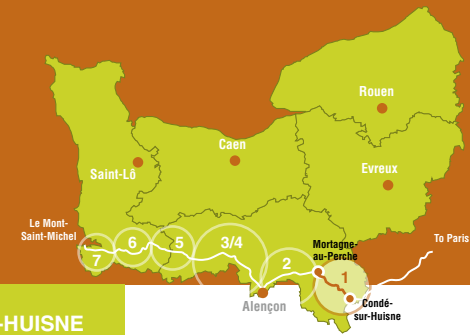 Rouen
Caen
Evreux
Saint-Lô
Le Mont-
Saint-Michel
7
6
5
3/4
2
Mortagne-
au-Perche
1
To Paris
Alençon
Condé-
sur-Huisne
-HUISNE